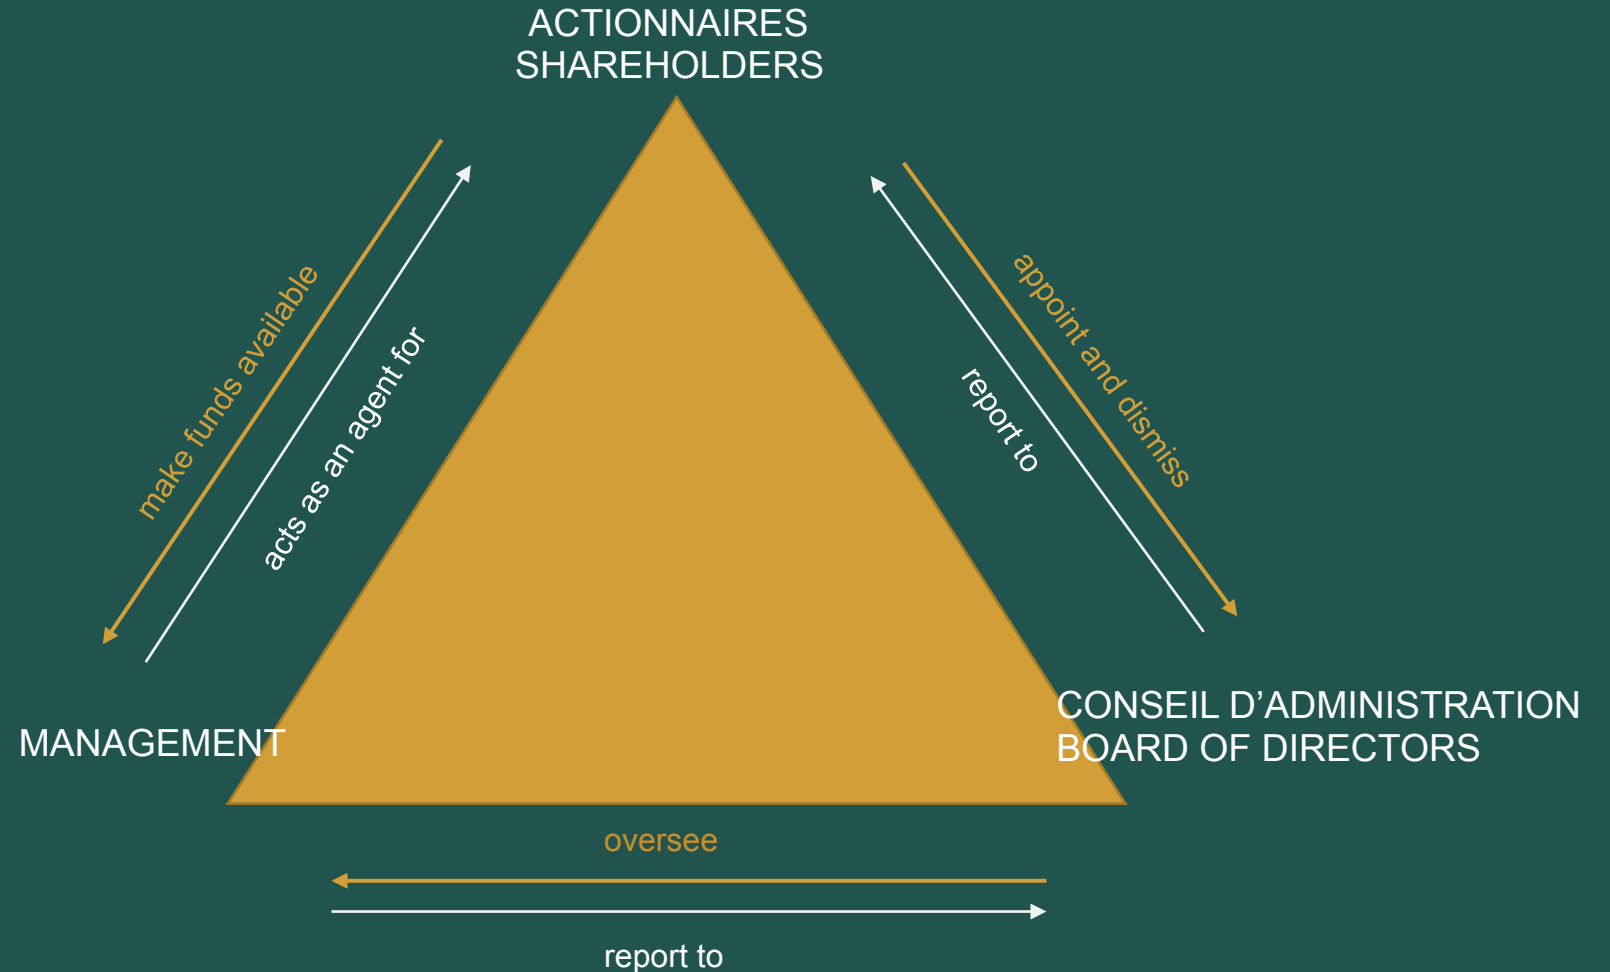 ACTIONNAIRES
SHAREHOLDERS
make funds available
acts as an agent for
appoint and dismiss
report to
MANAGEMENT
CONSEIL D’ADMINISTRATION
BOARD OF DIRECTORS
oversee
report to